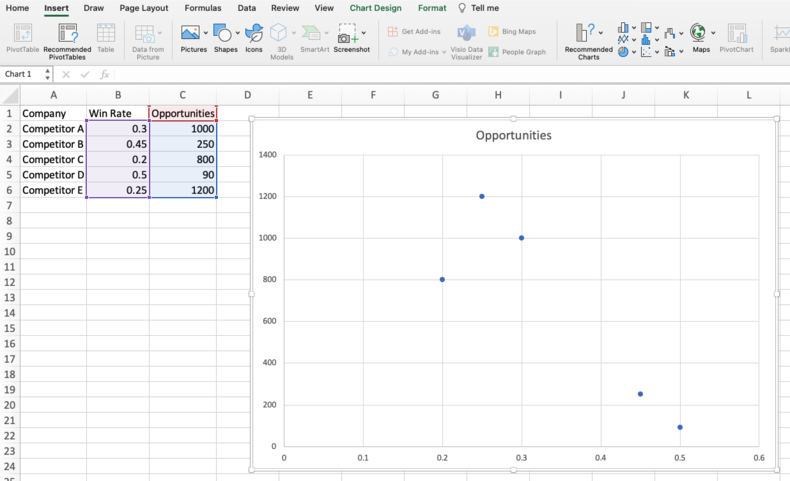 Home Insert Draw Page Layout Formulas Data Review View Chart Design Format Tell me
Get Add-ins Bing Maps
My Add-ins Visio Data Visualizer People Graph
PivotTable Recommended PivotTables Table Data from Picture Pictures Shapes Icons 3D Models SmartArt Screenshot Recommended Charts Maps PivotChart
Chart 1 fx
A B C D E F G H I J K L
1 Company Win Rate Opportunities
2 Competitor A 0.3 1000
3 Competitor B 0.45 250
4 Competitor C 0.2 800
5 Competitor D 0.5 90
6 Competitor E 0.25 1200
7
8
9
10
11
12
13
14
15
16
17
18
19
20
21
22
23
24
Opportunities
1400
1200
1000
800
600
400
200
0
0 0.1 0.2 0.3 0.4 0.5 0.6